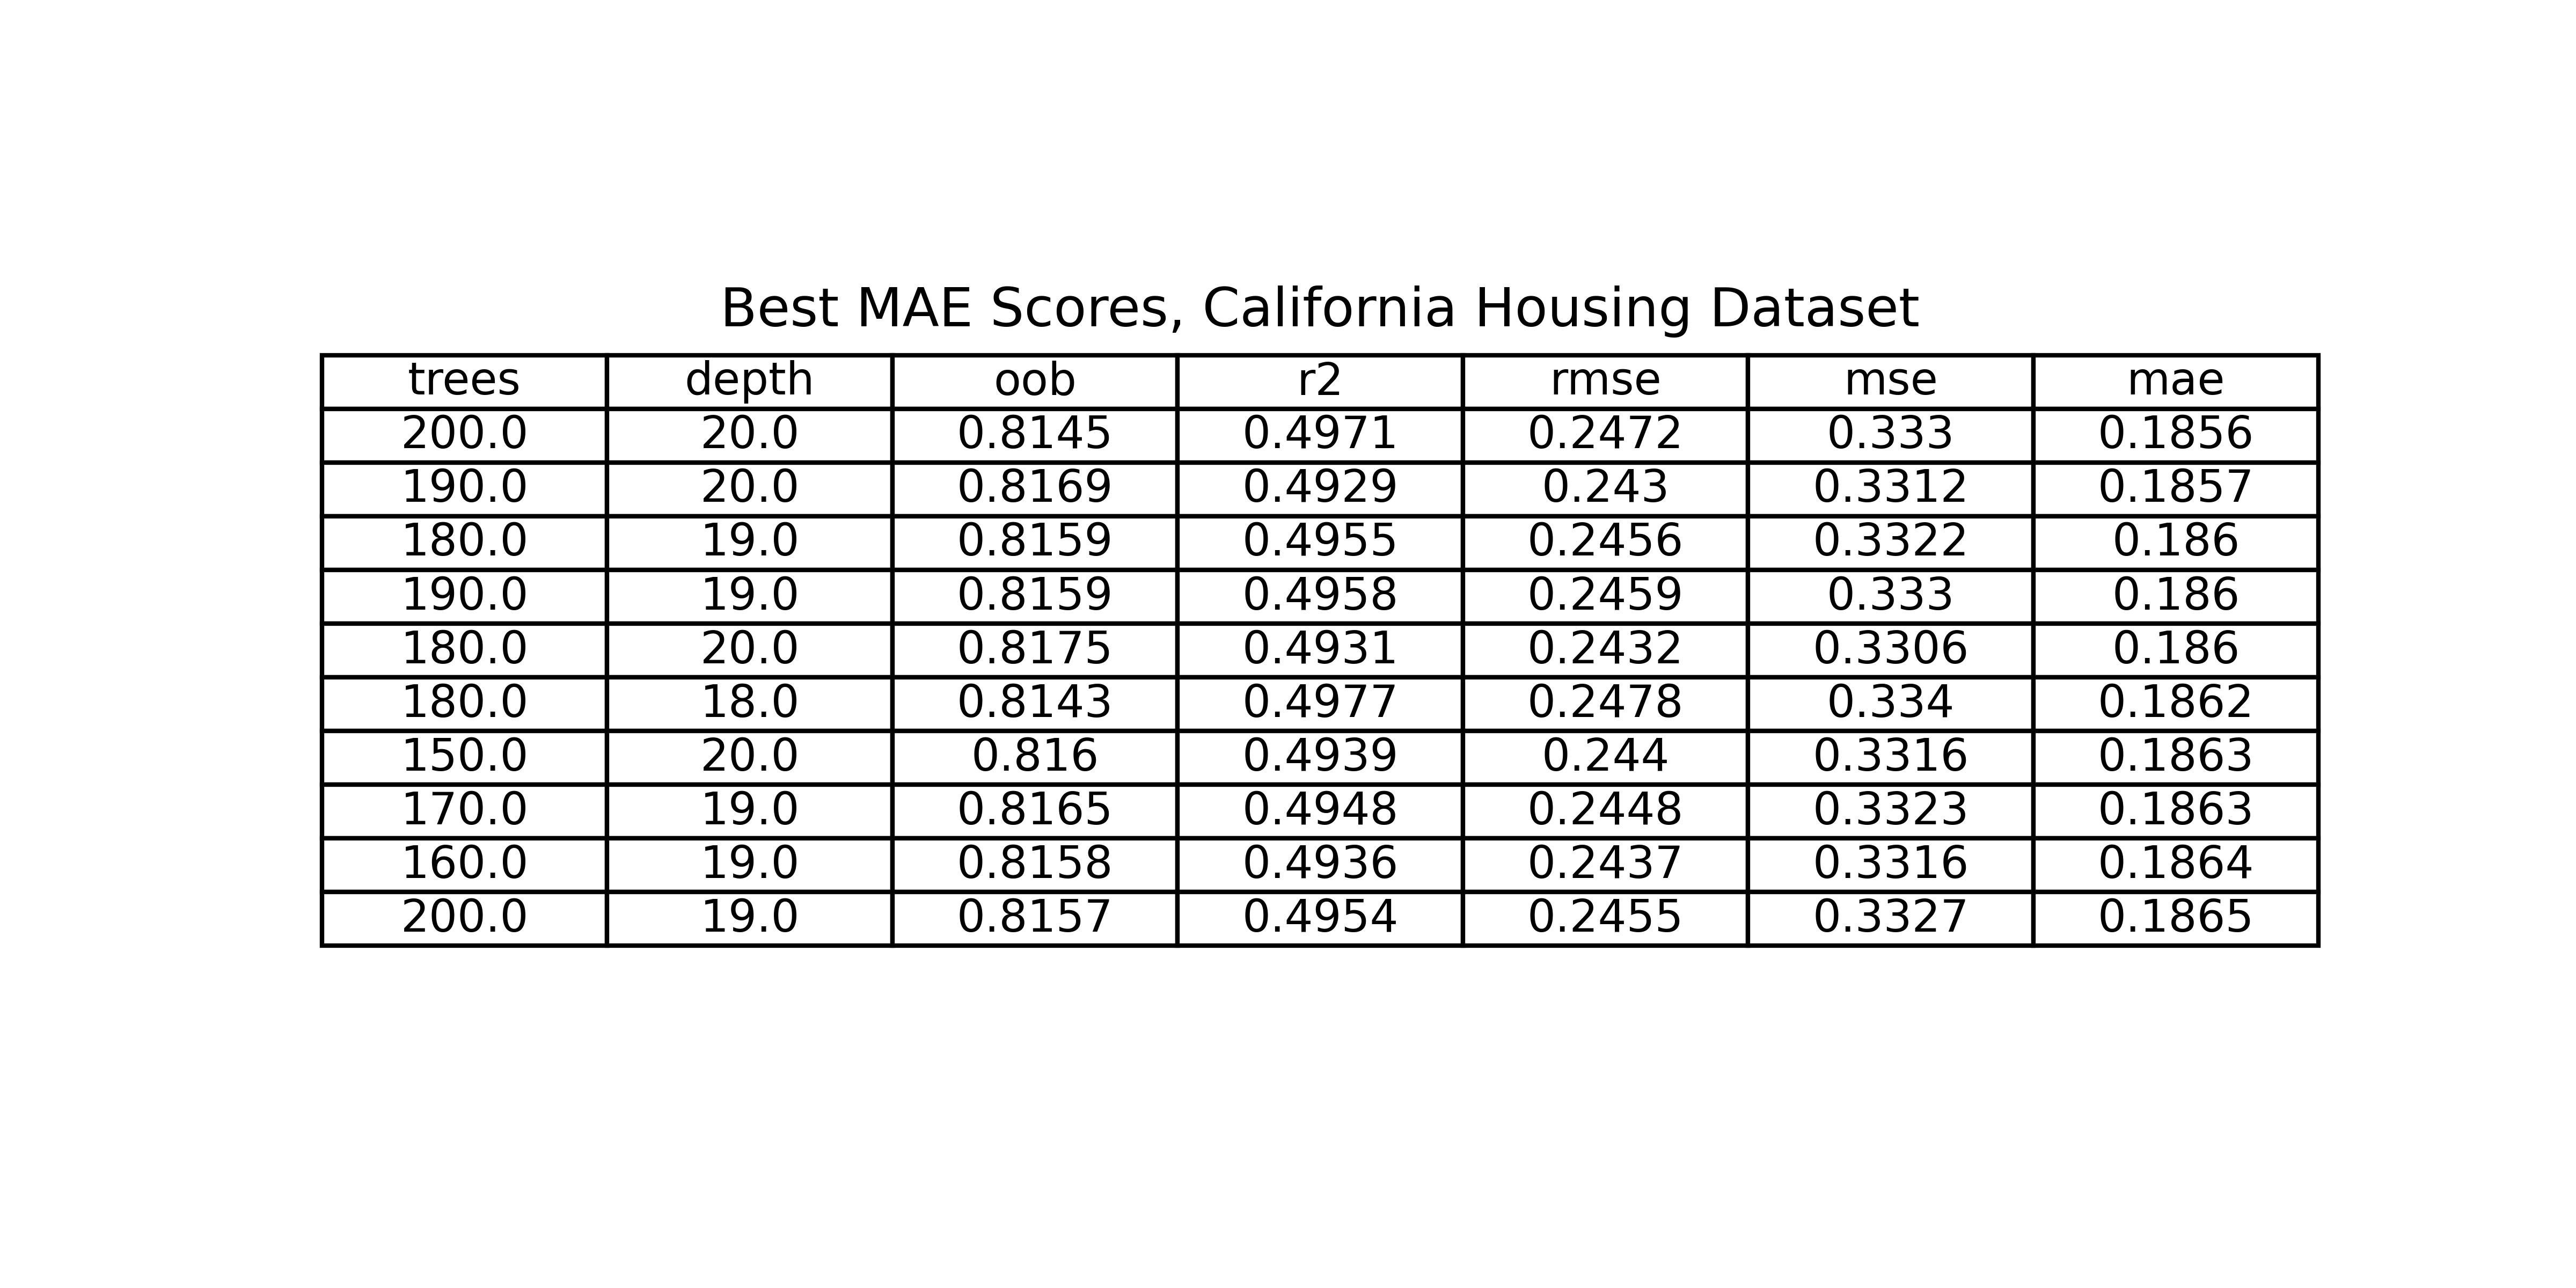 Best MAE Scores, California Housing Dataset
trees depth oob r2 rmse mse mae
200.0 20.0 0.8145 0.4971 0.2472 0.333 0.1856
190.0 20.0 0.8169 0.4929 0.243 0.3312 0.1857
180.0 19.0 0.8159 0.4955 0.2456 0.3322 0.186
190.0 19.0 0.8159 0.4958 0.2459 0.333 0.186
180.0 20.0 0.8175 0.4931 0.2432 0.3306 0.186
180.0 18.0 0.8143 0.4977 0.2478 0.334 0.1862
150.0 20.0 0.816 0.4939 0.244 0.3316 0.1863
170.0 19.0 0.8165 0.4948 0.2448 0.3323 0.1863
160.0 19.0 0.8158 0.4936 0.2437 0.3316 0.1864
200.0 19.0 0.8157 0.4954 0.2455 0.3327 0.1865